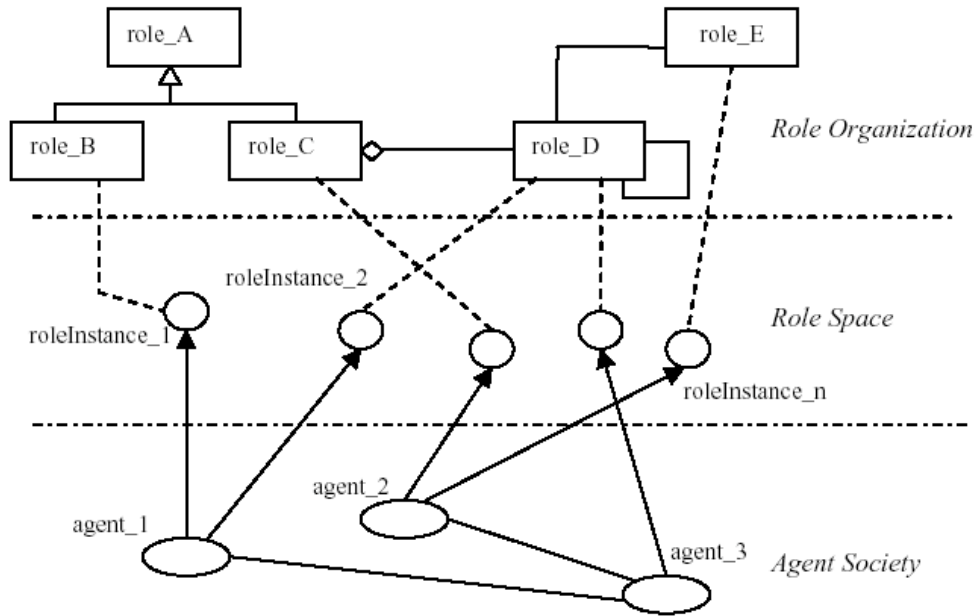 role_A
role_E
role_B
role_C
role_D
Role Organization
roleInstance_2
roleInstance_1
Role Space
roleInstance_n
agent_2
agent_1
agent_3
Agent Society